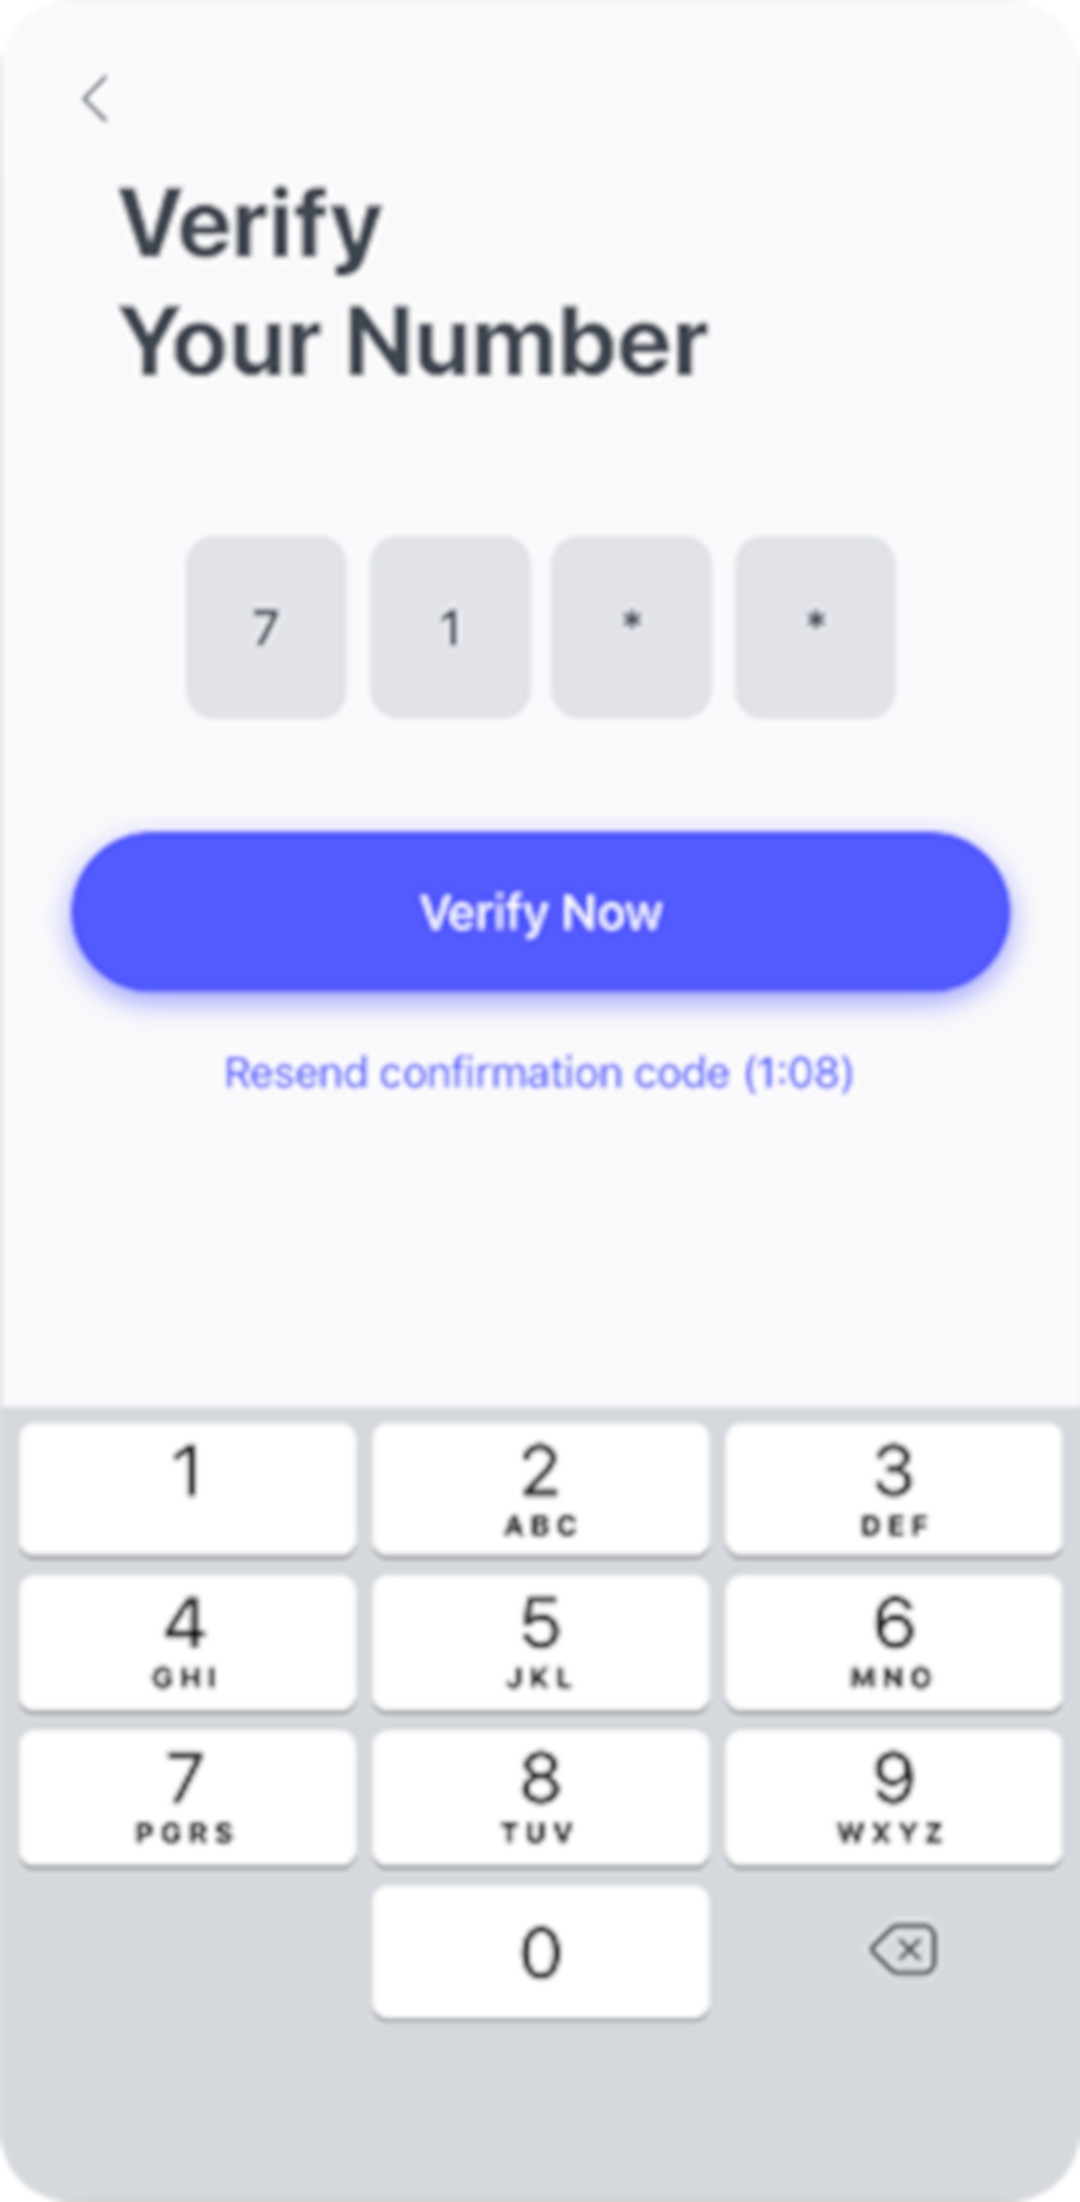 Verify
Your Number
7 1 * *
Verify Now
Resend confirmation code (1:08)
1 2 3
ABC DEF
4 5 6
GHI JKL MNO
7 8 9
PGRS TUV WXYZ
0